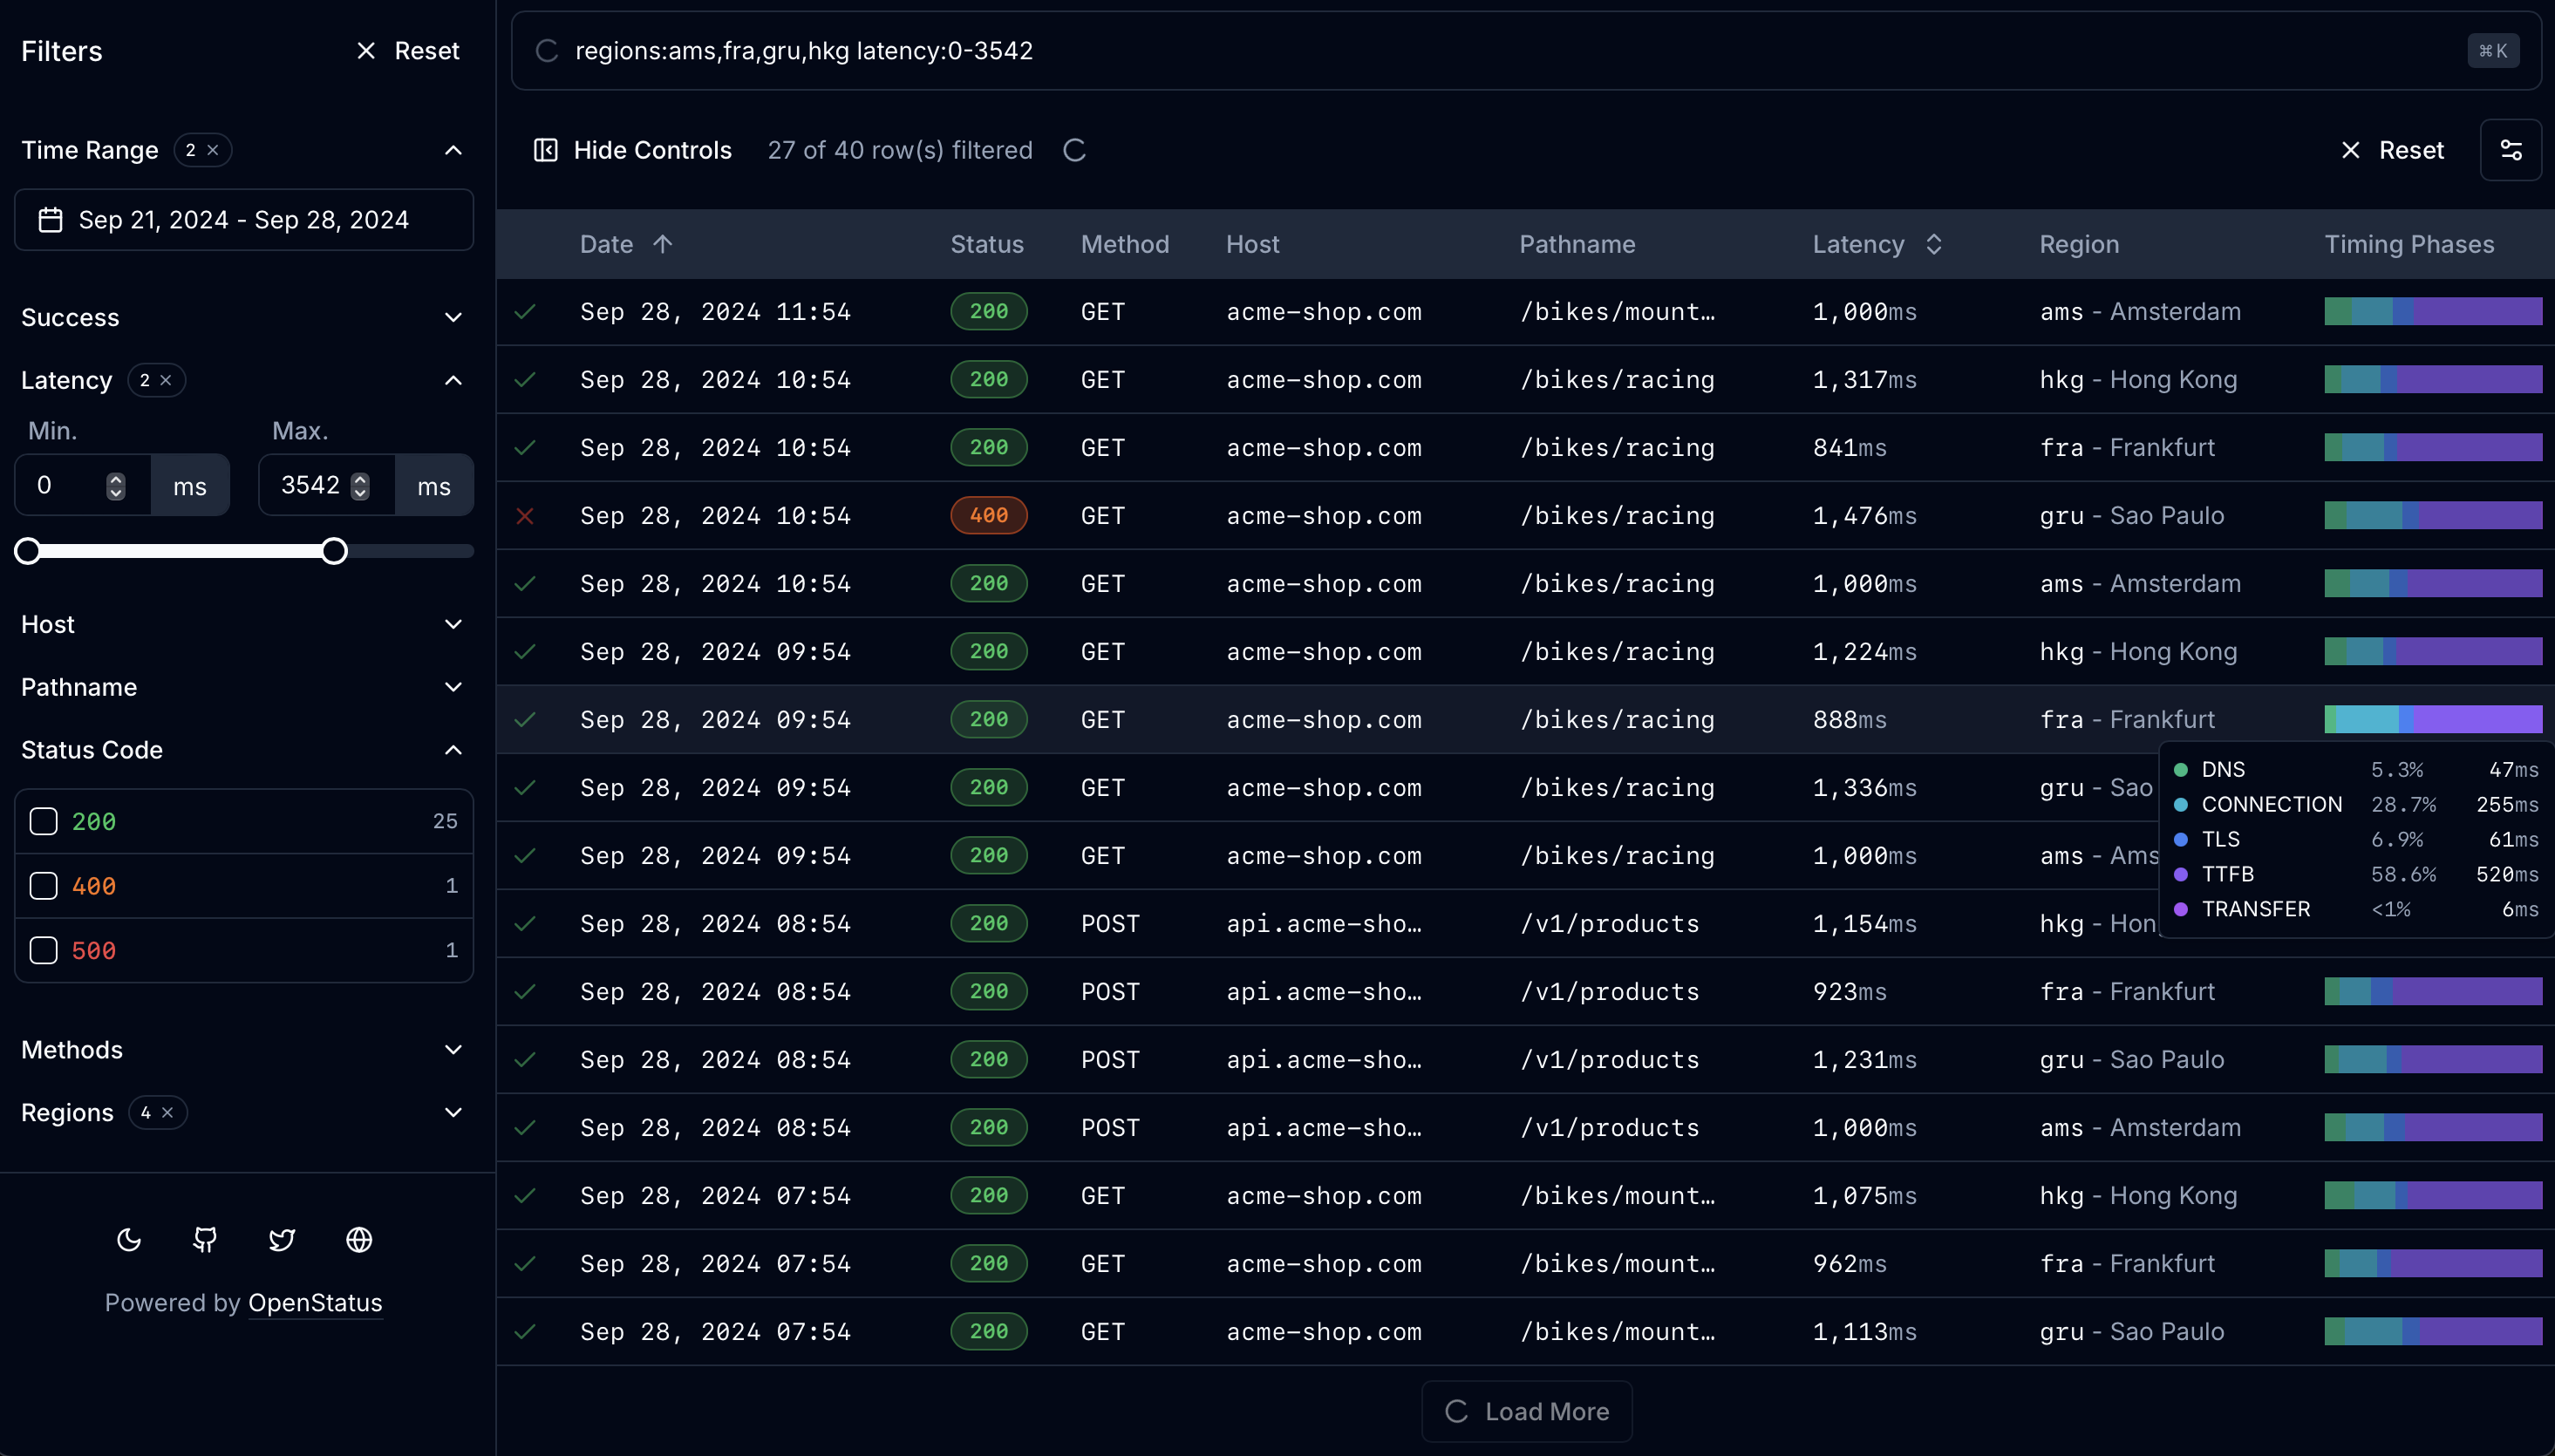 Filters
Reset
Time Range 2
Sep 21, 2024 - Sep 28, 2024
Success
Latency 2
Min. Max.
0 ms 3542 ms
Host
Pathname
Status Code
200 25
400 1
500 1
Methods
Regions 4
Powered by OpenStatus
regions:ams,fra,gru,hkg latency:0-3542 ⌘K
Hide Controls 27 of 40 row(s) filtered Reset
Date Status Method Host Pathname Latency Region Timing Phases
Sep 28, 2024 11:54 200 GET acme-shop.com /bikes/mount… 1,000ms ams - Amsterdam
Sep 28, 2024 10:54 200 GET acme-shop.com /bikes/racing 1,317ms hkg - Hong Kong
Sep 28, 2024 10:54 200 GET acme-shop.com /bikes/racing 841ms fra - Frankfurt
Sep 28, 2024 10:54 400 GET acme-shop.com /bikes/racing 1,476ms gru - Sao Paulo
Sep 28, 2024 10:54 200 GET acme-shop.com /bikes/racing 1,000ms ams - Amsterdam
Sep 28, 2024 09:54 200 GET acme-shop.com /bikes/racing 1,224ms hkg - Hong Kong
Sep 28, 2024 09:54 200 GET acme-shop.com /bikes/racing 888ms fra - Frankfurt
Sep 28, 2024 09:54 200 GET acme-shop.com /bikes/racing 1,336ms gru - Sao
Sep 28, 2024 09:54 200 GET acme-shop.com /bikes/racing 1,000ms ams - Ams
Sep 28, 2024 08:54 200 POST api.acme-sho… /v1/products 1,154ms hkg - Hon
DNS 5.3% 47ms
CONNECTION 28.7% 255ms
TLS 6.9% 61ms
TTFB 58.6% 520ms
TRANSFER <1% 6ms
Sep 28, 2024 08:54 200 POST api.acme-sho… /v1/products 923ms fra - Frankfurt
Sep 28, 2024 08:54 200 POST api.acme-sho… /v1/products 1,231ms gru - Sao Paulo
Sep 28, 2024 08:54 200 POST api.acme-sho… /v1/products 1,000ms ams - Amsterdam
Sep 28, 2024 07:54 200 GET acme-shop.com /bikes/mount… 1,075ms hkg - Hong Kong
Sep 28, 2024 07:54 200 GET acme-shop.com /bikes/mount… 962ms fra - Frankfurt
Sep 28, 2024 07:54 200 GET acme-shop.com /bikes/mount… 1,113ms gru - Sao Paulo
Load More